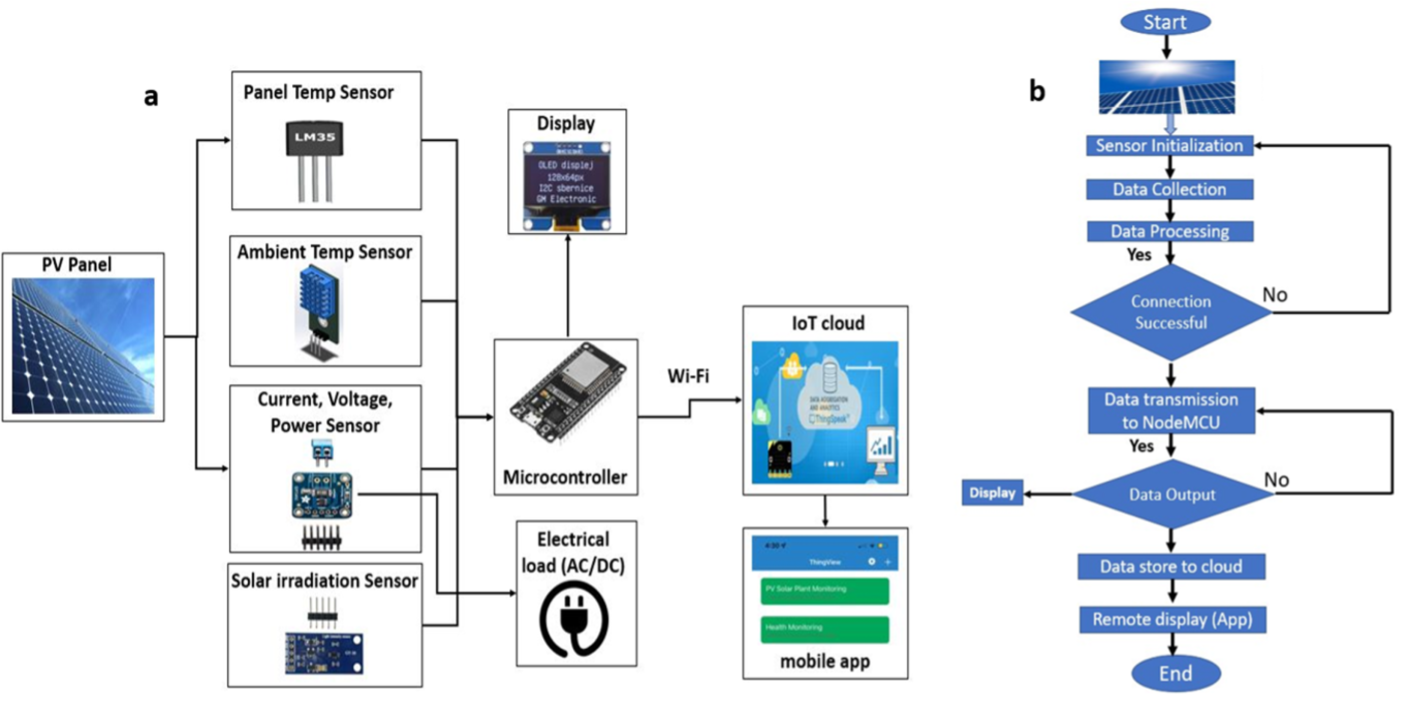 a
Panel Temp Sensor
LM35
Ambient Temp Sensor
PV Panel
Current, Voltage,
Power Sensor
Solar irradiation Sensor
Display
OLED displej
128x64px
I2C sbernice
GM Electronic
Microcontroller
Electrical
load (AC/DC)
Wi-Fi
IoT cloud
DATA AGGREGATION
AND ANALYTICS
ThingSpeak
4:30
ThingView
PV Solar Plant Monitoring
Health Monitoring
mobile app
b
Start
Sensor Initialization
Data Collection
Data Processing
Yes
Connection
Successful
No
Data transmission
to NodeMCU
Yes
Data Output
No
Display
Data store to cloud
Remote display (App)
End